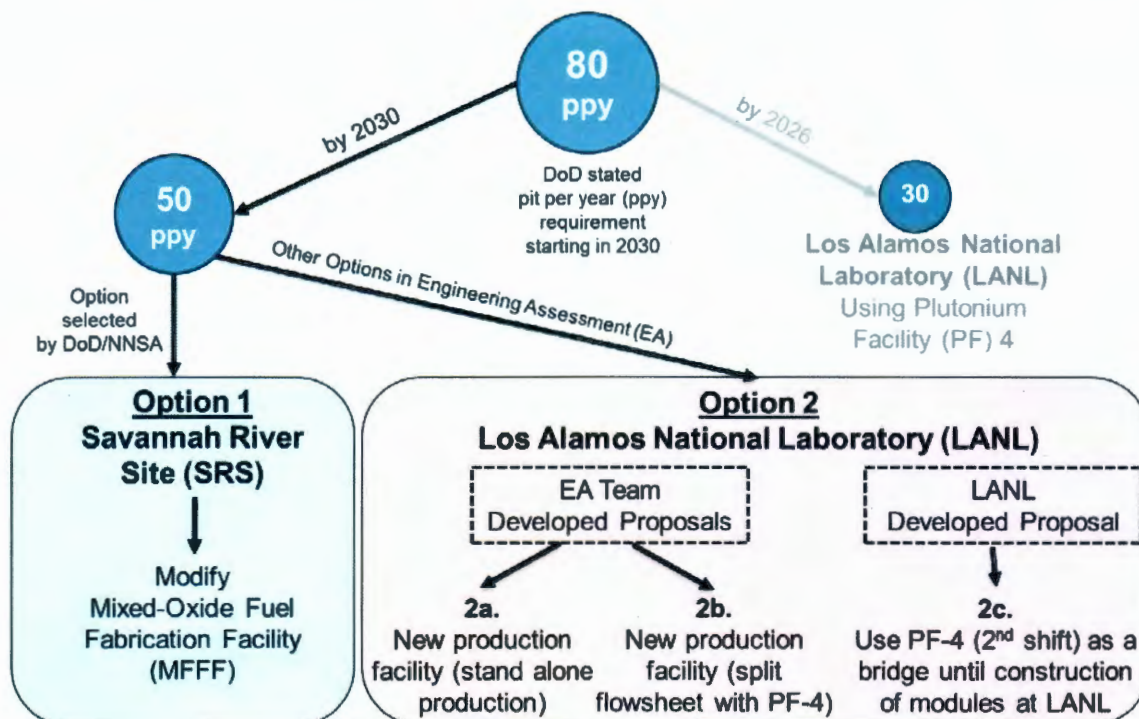 80
ppy
by 2030
by 2026
DoD stated
pit per year (ppy)
requirement
starting in 2030
50
ppy
30
Los Alamos National
Laboratory (LANL)
Using Plutonium
Facility (PF) 4
Other Options in Engineering Assessment (EA)
Option
selected
by DoD/NNSA
Option 1
Savannah River
Site (SRS)
Modify
Mixed-Oxide Fuel
Fabrication Facility
(MFFF)
Option 2
Los Alamos National Laboratory (LANL)
EA Team
Developed Proposals
LANL
Developed Proposal
2a.
New production
facility (stand alone
production)
2b.
New production
facility (split
flowsheet with PF-4)
2c.
Use PF-4 (2nd shift) as a
bridge until construction
of modules at LANL